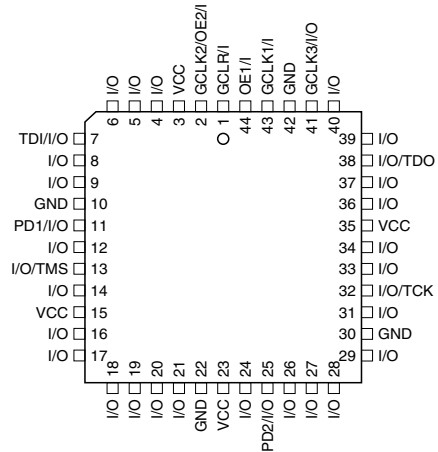 I/O
I/O
I/O
VCC
GCLK2/OE2/I
GCLR/I
OE1/I
GCLK1/I
GND
GCLK3/I/O
I/O
6
5
4
3
2
1
44
43
42
41
40
TDI/I/O 7
I/O 8
I/O 9
GND 10
PD1/I/O 11
I/O 12
I/O/TMS 13
I/O 14
VCC 15
I/O 16
I/O 17
39 I/O
38 I/O/TDO
37 I/O
36 I/O
35 VCC
34 I/O
33 I/O
32 I/O/TCK
31 I/O
30 GND
29 I/O
18
19
20
21
22
23
24
25
26
27
28
I/O
I/O
I/O
I/O
GND
VCC
I/O
PD2/I/O
I/O
I/O
I/O